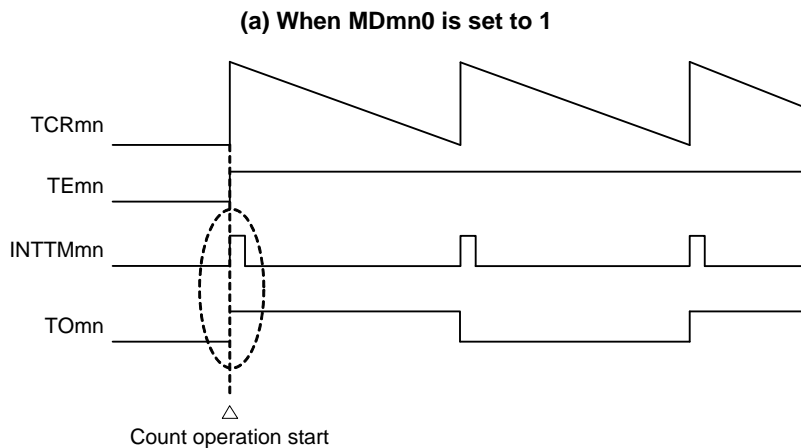 (a) When MDmn0 is set to 1
TCRmn
TEmn
INTTMmn
TOmn
Count operation start